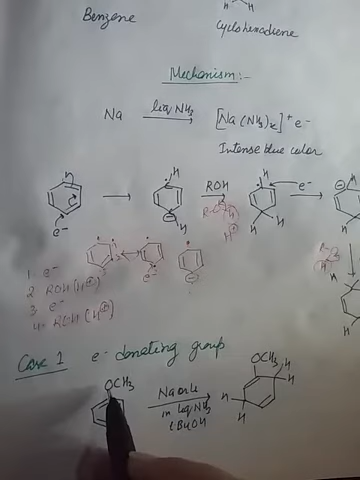 Benzene
Cyclohexadiene
Mechanism:-
Na liq NH3 [Na(NH3)x]+ e-
Intense blue color
H H ROH H e-
e- H H H
1. e-
2. ROH (H+)
3. e-
4. ROH (H+)
Case 1 e- donating group
OCH3 Na or Li OCH3 H
in liq NH3 H
t BuOH H H